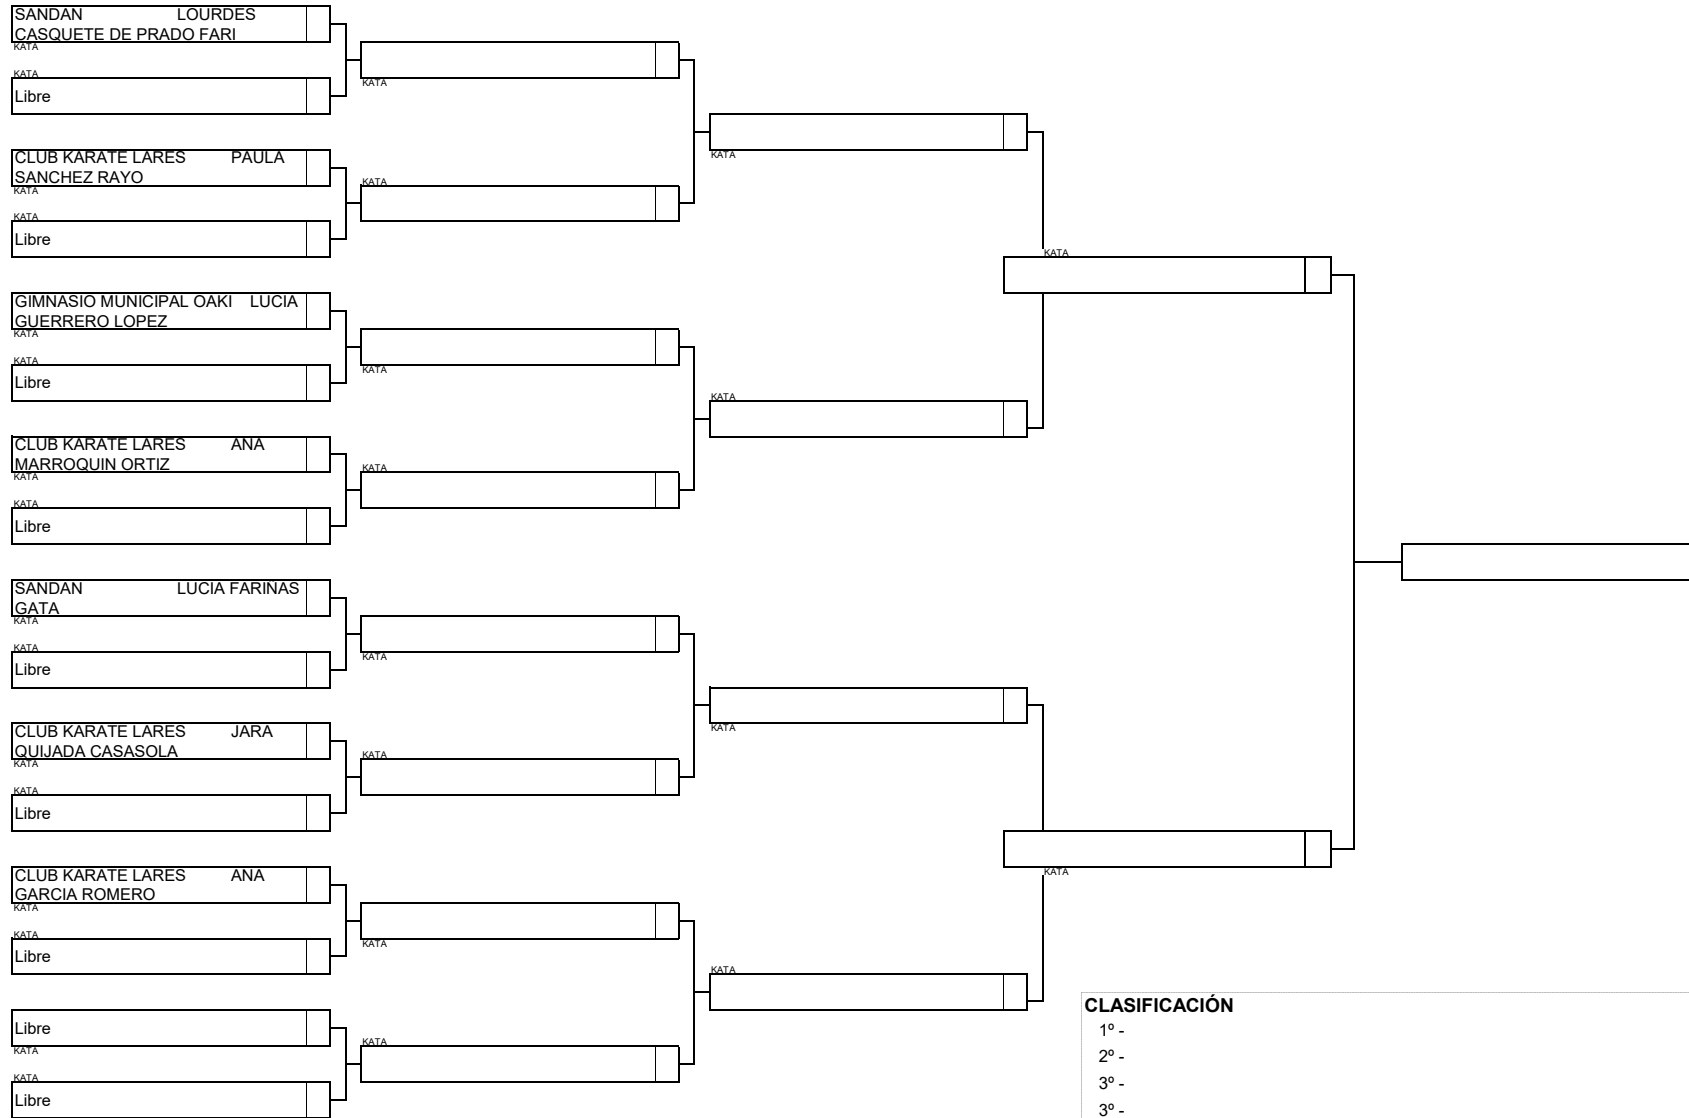 SANDAN LOURDES
CASQUETE DE PRADO FARI
KATA
KATA
Libre
KATA
CLUB KARATE LARES PAULA
SANCHEZ RAYO
KATA
KATA
Libre
KATA
KATA
GIMNASIO MUNICIPAL OAKI LUCIA
GUERRERO LOPEZ
KATA
KATA
Libre
KATA
CLUB KARATE LARES ANA
MARROQUIN ORTIZ
KATA
KATA
Libre
KATA
KATA
KATA
SANDAN LUCIA FARIÑAS
GATA
KATA
KATA
Libre
KATA
CLUB KARATE LARES JARA
QUIJADA CASASOLA
KATA
KATA
Libre
KATA
KATA
CLUB KARATE LARES ANA
GARCIA ROMERO
KATA
KATA
Libre
KATA
KATA
KATA
Libre
KATA
KATA
Libre
KATA
CLASIFICACIÓN
1º -
2º -
3º -
3º -